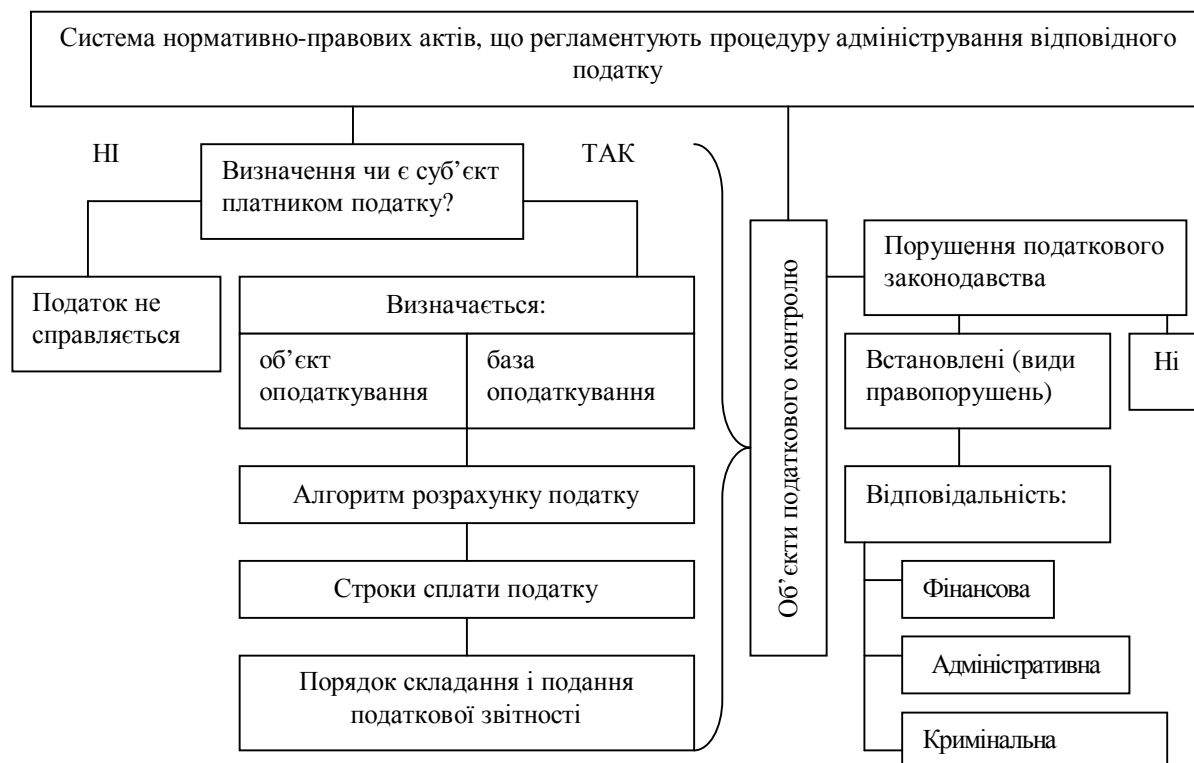 Система нормативно-правових актів, що регламентують процедуру адміністрування відповідного
податку
НІ
ТАК
Визначення чи є суб’єкт
платником податку?
Податок не
справляється
Визначається:
об’єкт
оподаткування
база
оподаткування
Алгоритм розрахунку податку
Строки сплати податку
Порядок складання і подання
податкової звітності
Об’єкти податкового контролю
Порушення податкового
законодавства
Встановлені (види
правопорушень)
Ні
Відповідальність:
Фінансова
Адміністративна
Кримінальна